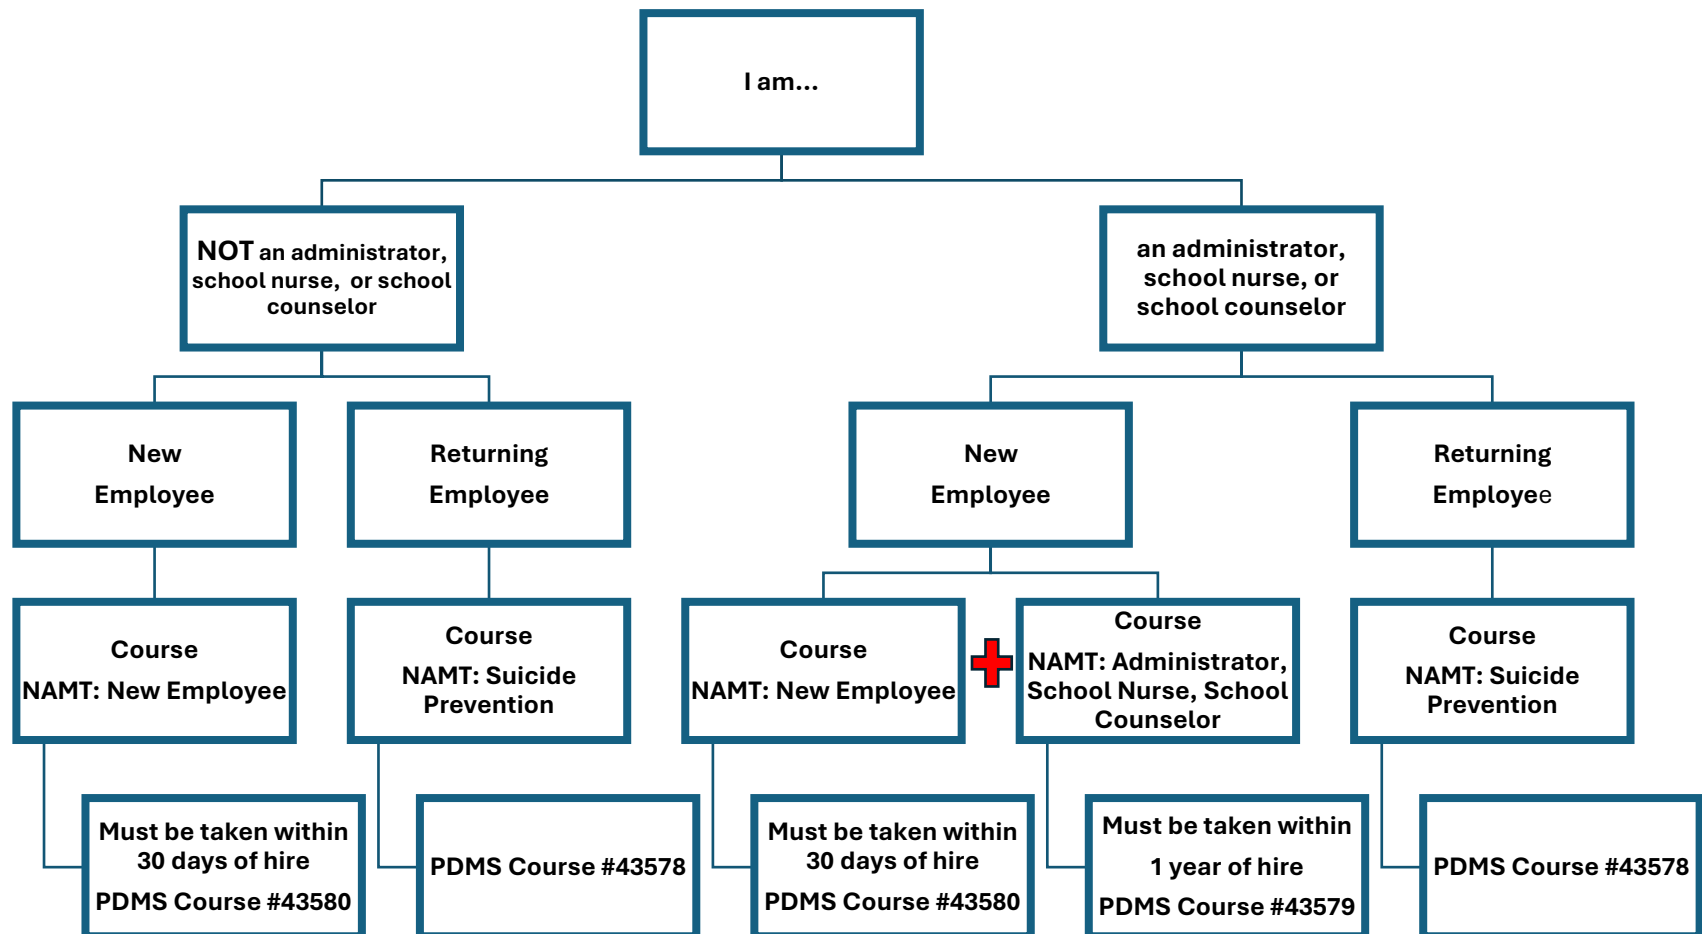 I am...
NOT an administrator,
school nurse, or school
counselor
an administrator,
school nurse, or
school counselor
New
Employee
Returning
Employee
New
Employee
Returning
Employee
Course
NAMT: New Employee
Course
NAMT: Suicide
Prevention
Course
NAMT: New Employee
Course
NAMT: Administrator,
School Nurse, School
Counselor
Course
NAMT: Suicide
Prevention
Must be taken within
30 days of hire
PDMS Course #43580
PDMS Course #43578
Must be taken within
30 days of hire
PDMS Course #43580
Must be taken within
1 year of hire
PDMS Course #43579
PDMS Course #43578